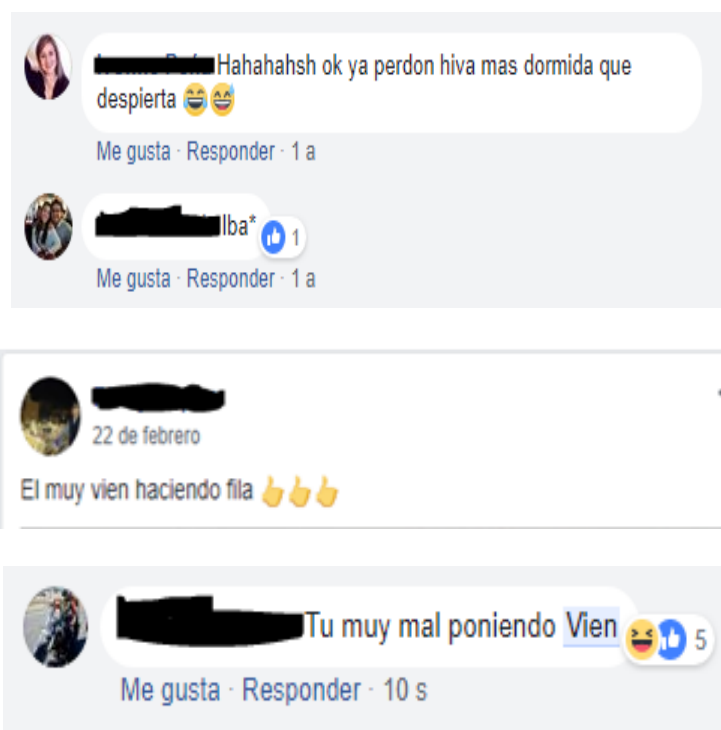 Hahahahsh ok ya perdon hiva mas dormida que
despierta 😂😅
Me gusta · Responder · 1 a
Iba* 1
Me gusta · Responder · 1 a
22 de febrero
El muy vien haciendo fila 👆👆👆
Tu muy mal poniendo Vien 5
Me gusta · Responder · 10 s